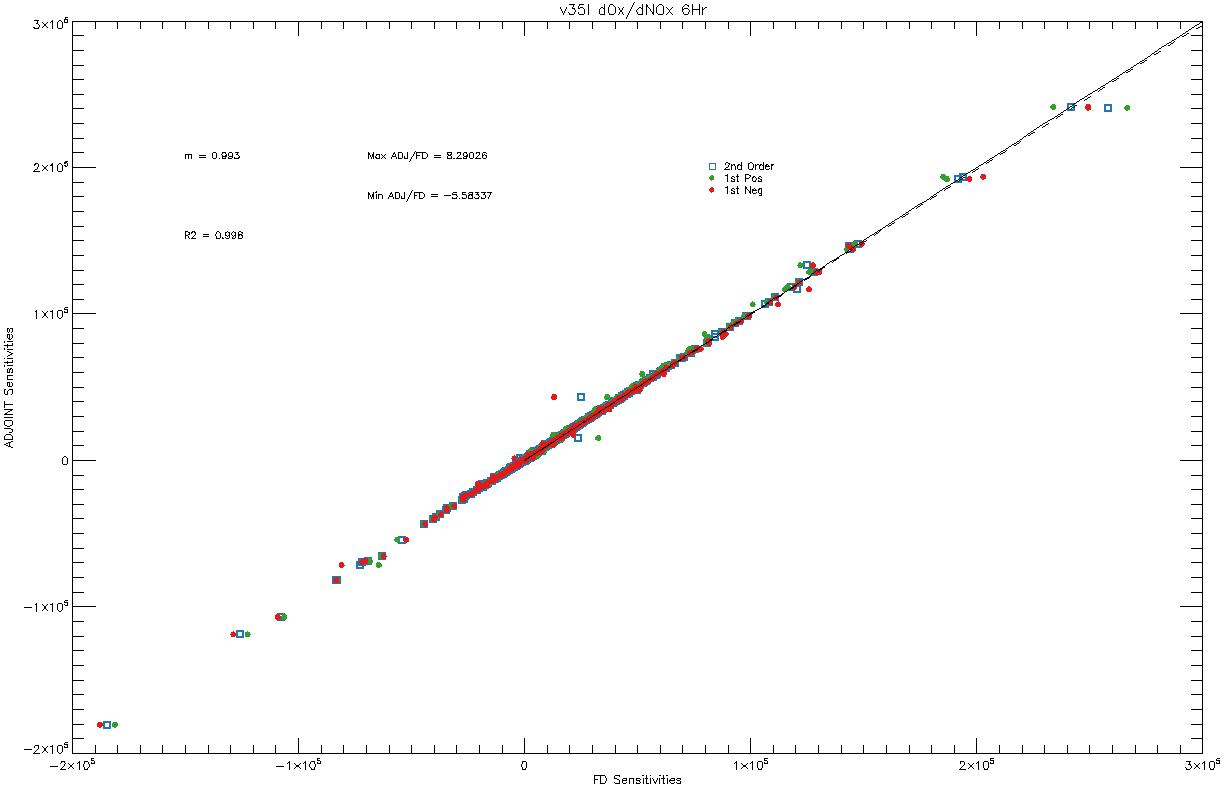 v35l dOx/dNOx 6Hr
3×10⁵
2×10⁵
1×10⁵
0
−1×10⁵
−2×10⁵
ADJOINT Sensitivities
m = 0.993
Max ADJ/FD = 8.29026
Min ADJ/FD = −5.58337
R2 = 0.998
2nd Order
1st Pos
1st Neg
−2×10⁵ −1×10⁵ 0 1×10⁵ 2×10⁵ 3×10⁵
FD Sensitivities